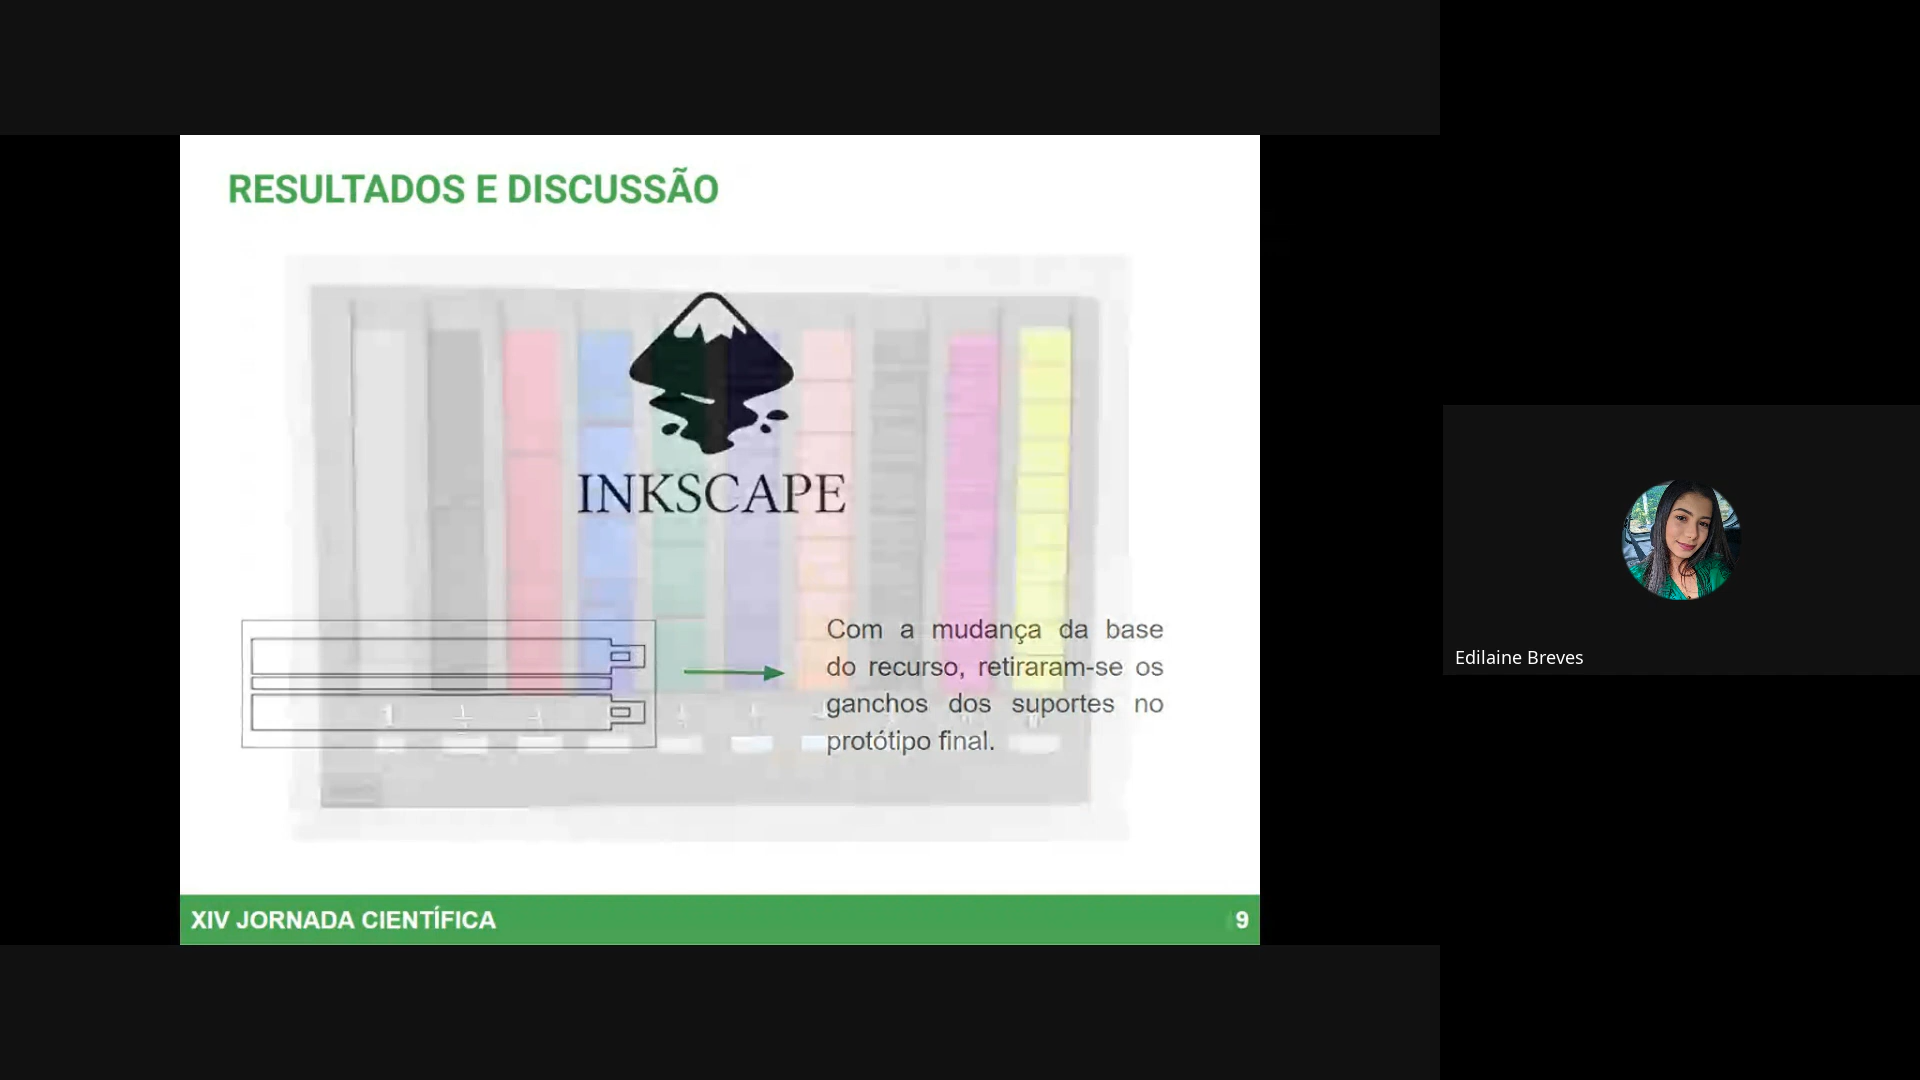 RESULTADOS E DISCUSSÃO
INKSCAPE
Com a mudança da base
do recurso, retiraram-se os
ganchos dos suportes no
protótipo final.
XIV JORNADA CIENTÍFICA
9
Edilaine Breves